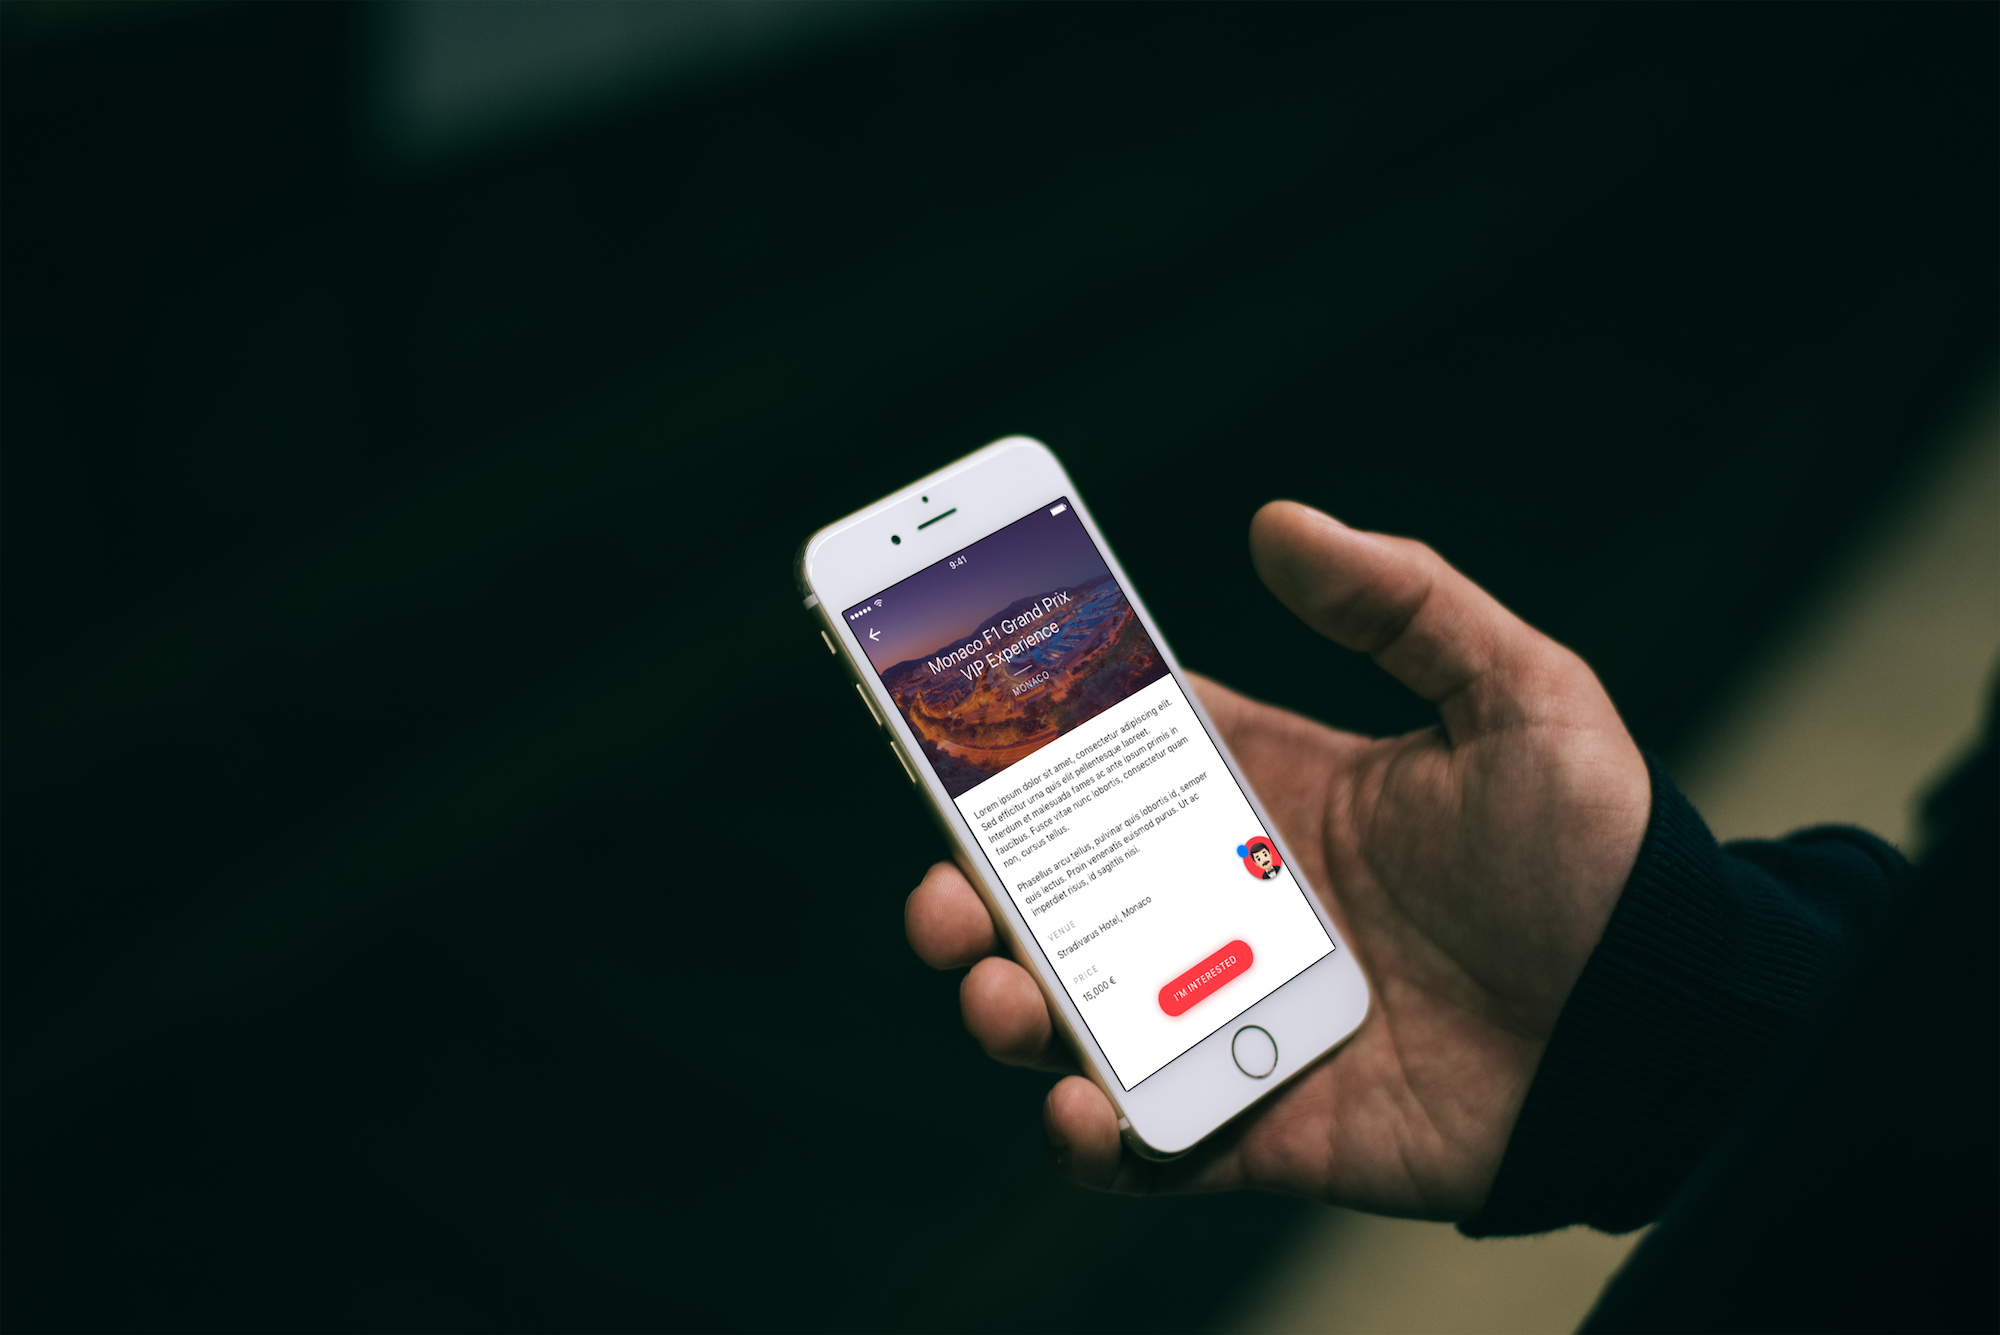 9:41
Monaco F1 Grand Prix
VIP Experience
MONACO
Lorem ipsum dolor sit amet, consectetur adipiscing elit.
Sed efficitur urna quis elit pellentesque laoreet.
Interdum et malesuada fames ac ante ipsum primis in
faucibus. Fusce vitae nunc lobortis, consectetur quam
non, cursus tellus.
Phasellus arcu tellus, pulvinar quis lobortis id, semper
quis lectus. Proin venenatis euismod purus. Ut ac
imperdiet risus, id sagittis nisi.
VENUE
Stradivarus Hotel, Monaco
PRICE
15,000 €
I'M INTERESTED